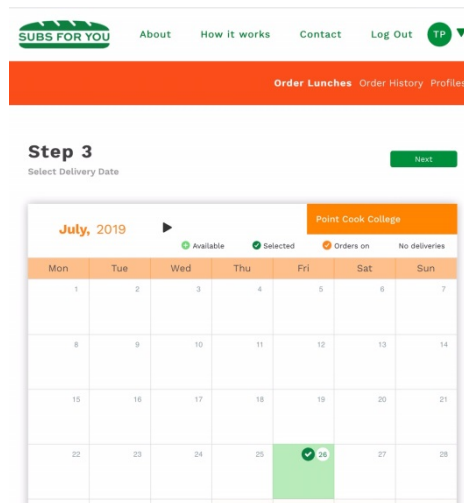 SUBS FOR YOU
About How it works Contact Log Out TP
Order Lunches Order History Profiles
Step 3
Select Delivery Date
Next
July, 2019
Point Cook College
Available Selected Orders on No deliveries
Mon Tue Wed Thu Fri Sat Sun
1 2 3 4 5 6 7
8 9 10 11 12 13 14
15 16 17 18 19 20 21
22 23 24 25 26 27 28